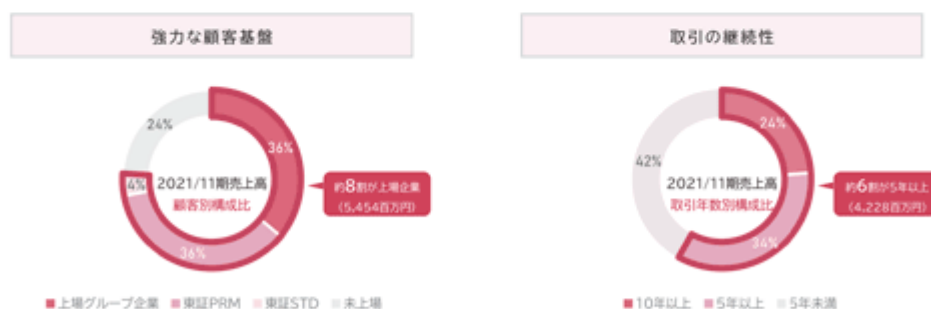 強力な顧客基盤
24%
36%
4%
2021/11期売上高
顧客別構成比
約8割が上場企業
(5,454百万円)
36%
■上場グループ企業 ■東証PRM ■東証STD ■未上場
取引の継続性
24%
42%
2021/11期売上高
取引年数別構成比
約6割が5年以上
(4,228百万円)
34%
■10年以上 ■5年以上 ■5年未満